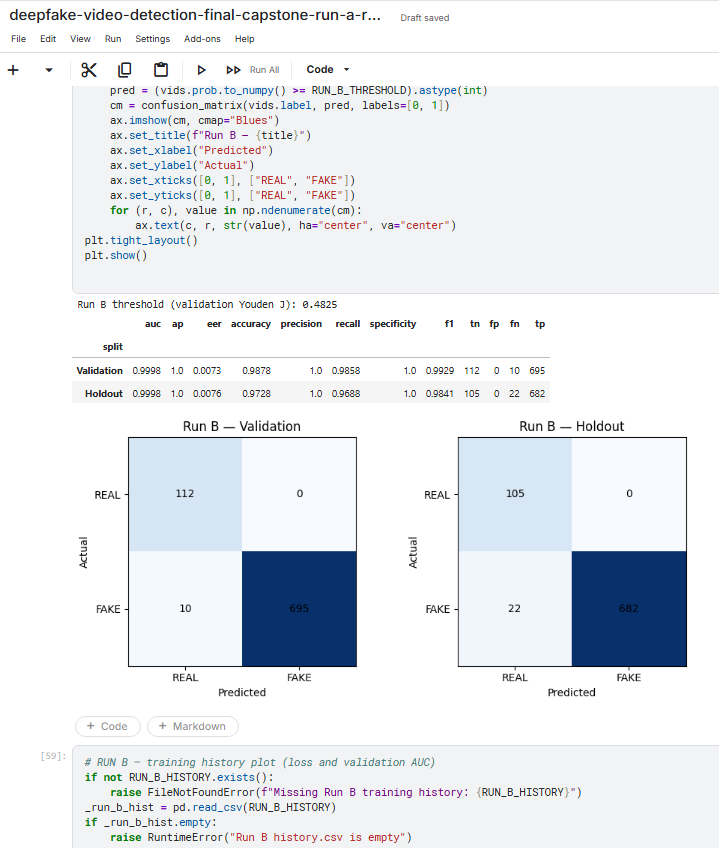 deepfake-video-detection-final-capstone-run-a-r...
Draft saved
File Edit View Run Settings Add-ons Help
Run All Code
pred = (vids.prob.to_numpy() >= RUN_B_THRESHOLD).astype(int)
cm = confusion_matrix(vids.label, pred, labels=[0, 1])
ax.imshow(cm, cmap="Blues")
ax.set_title(f"Run B — {title}")
ax.set_xlabel("Predicted")
ax.set_ylabel("Actual")
ax.set_xticks([0, 1], ["REAL", "FAKE"])
ax.set_yticks([0, 1], ["REAL", "FAKE"])
for (r, c), value in np.ndenumerate(cm):
ax.text(c, r, str(value), ha="center", va="center")
plt.tight_layout()
plt.show()
Run B threshold (validation Youden J): 0.4825
auc ap eer accuracy precision recall specificity f1 tn fp fn tp
split
Validation 0.9998 1.0 0.0073 0.9878 1.0 0.9858 1.0 0.9929 112 0 10 695
Holdout 0.9998 1.0 0.0076 0.9728 1.0 0.9688 1.0 0.9841 105 0 22 682
Run B — Validation
REAL
112
0
Actual
FAKE
10
695
REAL
FAKE
Predicted
Run B — Holdout
REAL
105
0
Actual
FAKE
22
682
REAL
FAKE
Predicted
+ Code + Markdown
[59]:
# RUN B — training history plot (loss and validation AUC)
if not RUN_B_HISTORY.exists():
raise FileNotFoundError(f"Missing Run B training history: {RUN_B_HISTORY}")
_run_b_hist = pd.read_csv(RUN_B_HISTORY)
if _run_b_hist.empty:
raise RuntimeError("Run B history.csv is empty")